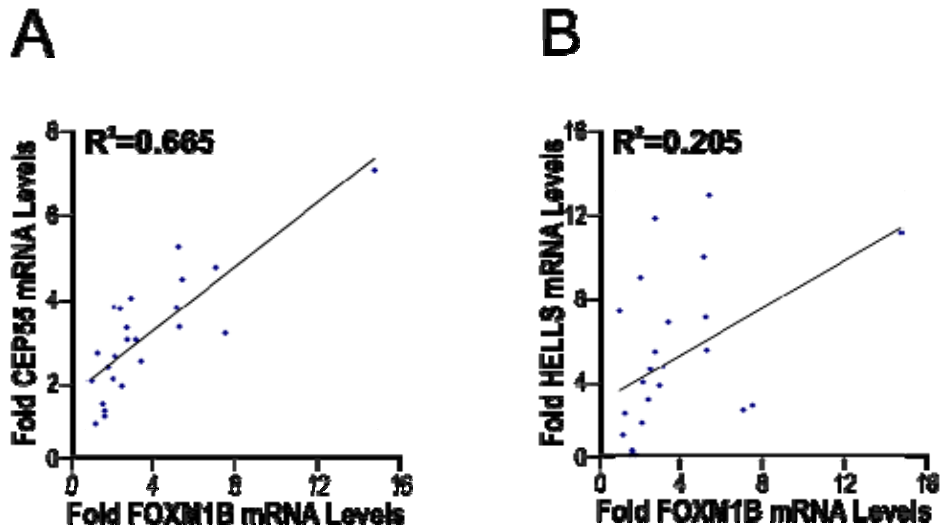 A
B
R²=0.665
R²=0.205
Fold CEP55 mRNA Levels
8
6
4
2
0
0 4 8 12 16
Fold FOXM1B mRNA Levels
Fold HELLS mRNA Levels
16
12
8
4
0
0 4 8 12 16
Fold FOXM1B mRNA Levels